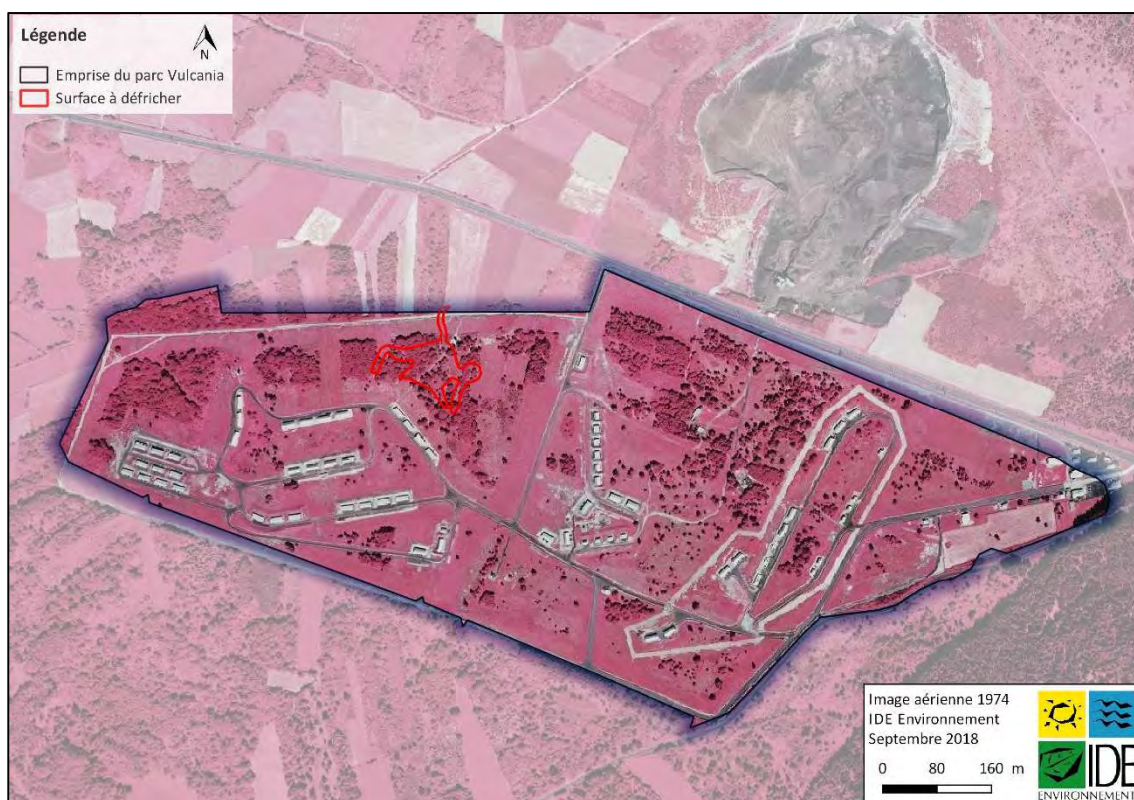 Légende
N
Emprise du parc Vulcania
Surface à défricher
Image aérienne 1974
IDE Environnement
Septembre 2018
0 80 160 m
IDE
ENVIRONNEMENT